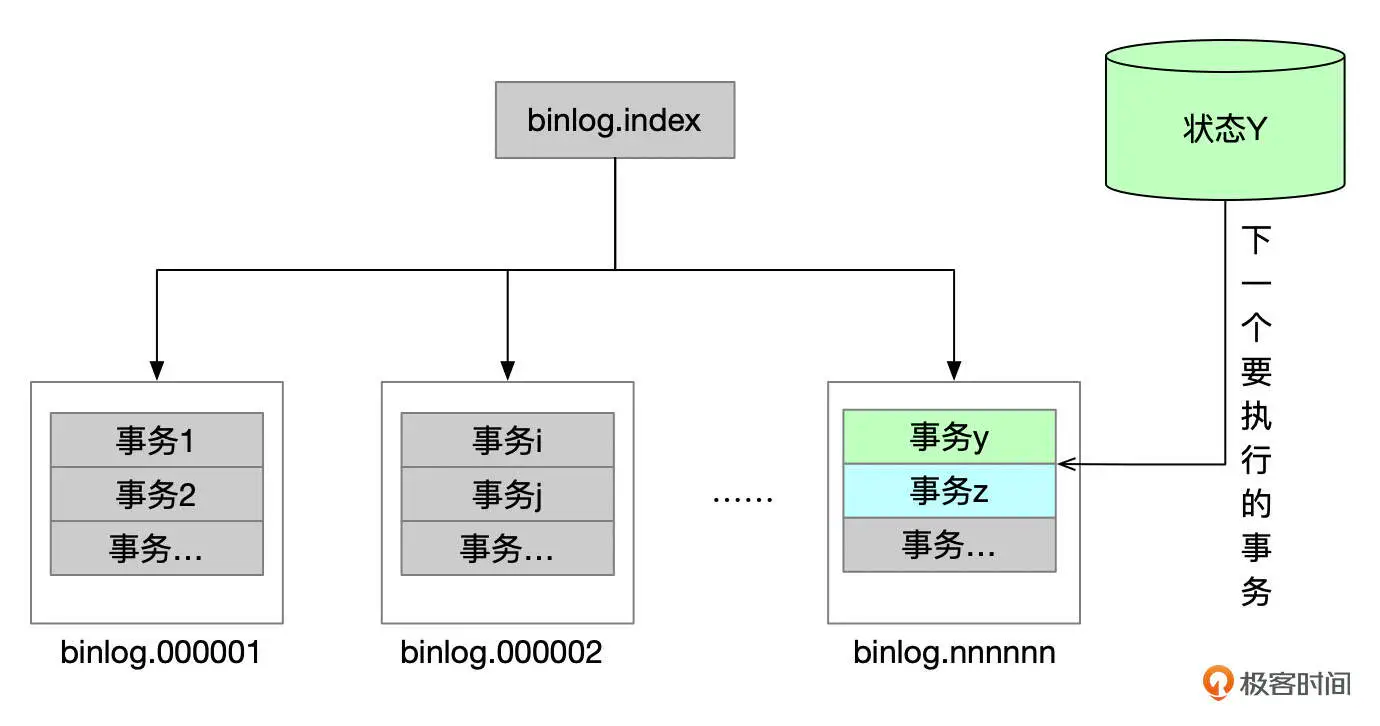 binlog.index
状态Y
下一个要执行的事务
事务1
事务2
事务...
binlog.000001
事务i
事务j
事务...
binlog.000002
......
事务y
事务z
事务...
binlog.nnnnnn
极客时间